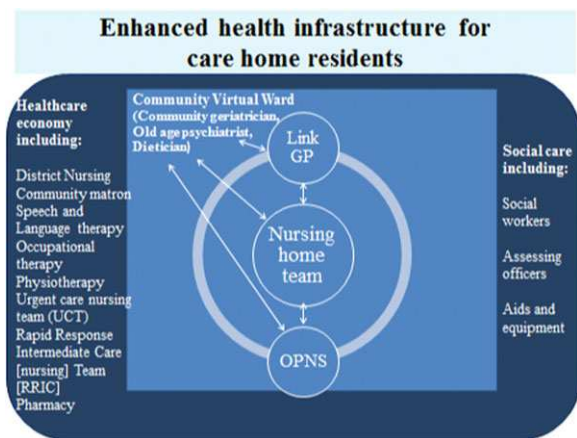 Enhanced health infrastructure for
care home residents
Healthcare
economy
including:
District Nursing
Community matron
Speech and
Language therapy
Occupational
therapy
Physiotherapy
Urgent care nursing
team (UCT)
Rapid Response
Intermediate Care
[nursing] Team
[RRIC]
Pharmacy
Community Virtual Ward
(Community geriatrician,
Old age psychiatrist,
Dietician)
Link
GP
Nursing
home
team
OPNS
Social care
including:
Social
workers
Assessing
officers
Aids and
equipment